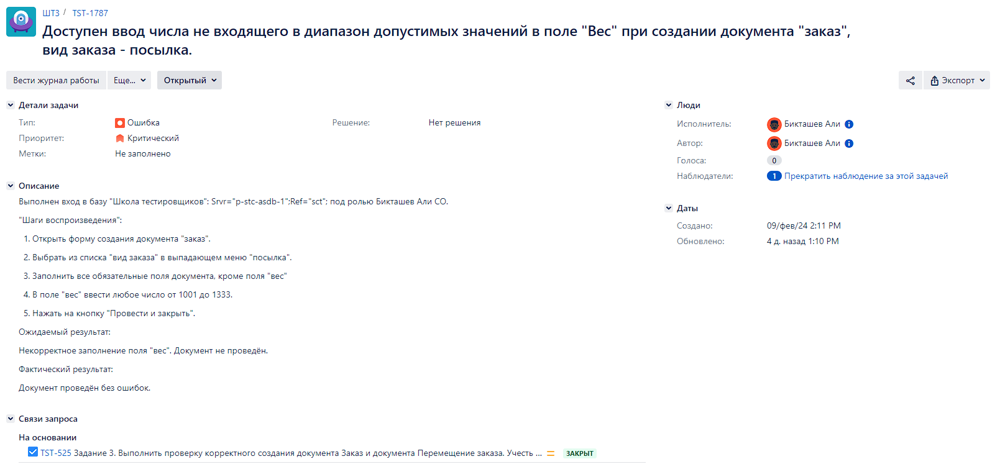 ШТ3 / TST-1787
Доступен ввод числа не входящего в диапазон допустимых значений в поле "Вес" при создании документа "заказ",
вид заказа - посылка.
Вести журнал работы Еще... Открытый Экспорт
Детали задачи
Тип: Ошибка Решение: Нет решения
Приоритет: Критический
Метки: Не заполнено
Люди
Исполнитель: Бикташев Али
Автор: Бикташев Али
Голоса: 0
Наблюдатели: 1 Прекратить наблюдение за этой задачей
Даты
Создано: 09/фев/24 2:11 PM
Обновлено: 4 д. назад 1:10 PM
Описание
Выполнен вход в базу "Школа тестировщиков": Srvr="p-stc-asdb-1";Ref="sct"; под ролью Бикташев Али СО.
"Шаги воспроизведения":
1. Открыть форму создания документа "заказ".
2. Выбрать из списка "вид заказа" в выпадающем меню "посылка".
3. Заполнить все обязательные поля документа, кроме поля "вес"
4. В поле "вес" ввести любое число от 1001 до 1333.
5. Нажать на кнопку "Провести и закрыть".
Ожидаемый результат:
Некорректное заполнение поля "вес". Документ не проведён.
Фактический результат:
Документ проведён без ошибок.
Связи запроса
На основании
TST-525 Задание 3. Выполнить проверку корректного создания документа Заказ и документа Перемещение заказа. Учесть ... ЗАКРЫТ